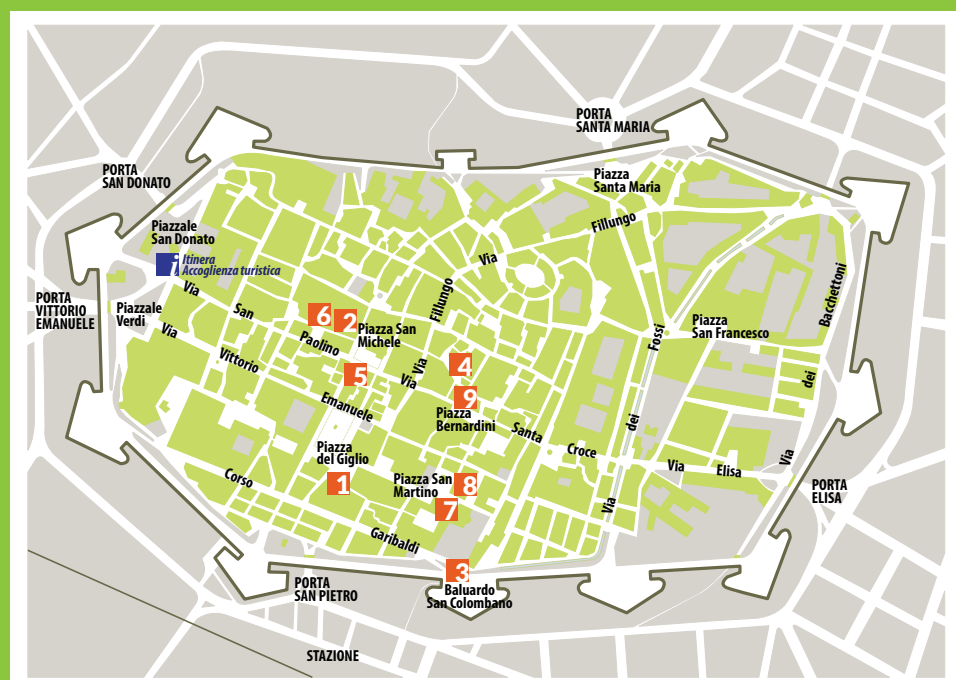 PORTA
SANTA MARIA
PORTA
SAN DONATO
Piazza
Santa Maria
Fillungo
Piazzale
San Donato
i Itinera
Accoglienza turistica
Via
PORTA
VITTORIO
EMANUELE
Piazzale
Verdi
Via
San
Paolino
Fillungo
Bacchettoni
6
2
Piazza San
Michele
Piazza
San Francesco
Fossi
Via
Vittorio
Emanuele
5
Via
Via
4
9
Piazza
Bernardini
dei
dei
Santa
Croce
Via
Elisa
Via
Piazza
del Giglio
1
Corso
Piazza San
Martino
8
7
Via
PORTA
ELISA
Garibaldi
3
Baluardo
San Colombano
PORTA
SAN PIETRO
STAZIONE